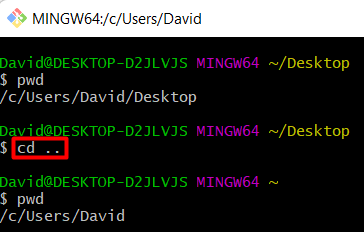 MINGW64:/c/Users/David
David@DESKTOP-D2JLVJS MINGW64 ~/Desktop
$ pwd
/c/Users/David/Desktop
David@DESKTOP-D2JLVJS MINGW64 ~/Desktop
$ cd ..
David@DESKTOP-D2JLVJS MINGW64 ~
$ pwd
/c/Users/David